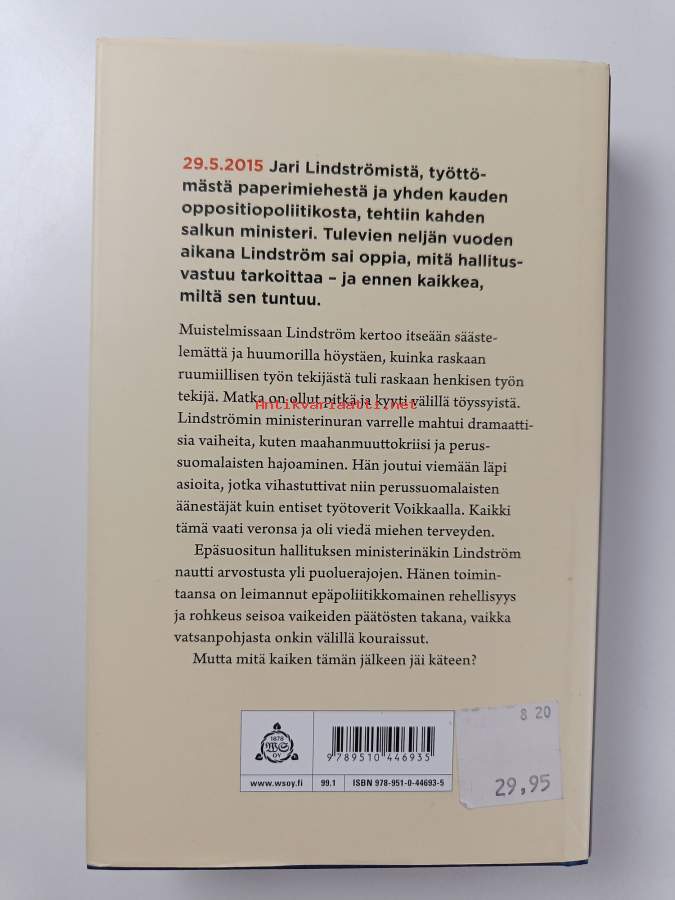 29.5.2015 Jari Lindströmistä, työttö-
mästä paperimiehestä ja yhden kauden
oppositiopoliitikosta, tehtiin kahden
salkun ministeri. Tulevien neljän vuoden
aikana Lindström sai oppia, mitä hallitus-
vastuu tarkoittaa – ja ennen kaikkea,
miltä sen tuntuu.
Muistelmissaan Lindström kertoo itseään sääste-
lemättä ja huumorilla höystäen, kuinka raskaan
ruumiillisen työn tekijästä tuli raskaan henkisen työn
tekijä. Matka on ollut pitkä ja kyyti välillä töyssyistä.
Antikvariaatti.net
Lindströmin ministerinuran varrelle mahtui dramaatti-
sia vaiheita, kuten maahanmuuttokriisi ja perus-
suomalaisten hajoaminen. Hän joutui viemään läpi
asioita, jotka vihastuttivat niin perussuomalaisten
äänestäjät kuin entiset työtoverit Voikkaalla. Kaikki
tämä vaati veronsa ja oli viedä miehen terveyden.
Epäsuositun hallituksen ministerinäkin Lindström
nautti arvostusta yli puoluerajojen. Hänen toimin-
taansa on leimannut epäpoliitikkomainen rehellisyys
ja rohkeus seisoa vaikeiden päätösten takana, vaikka
vatsanpohjasta onkin välillä kouraissut.
Mutta mitä kaiken tämän jälkeen jäi käteen?
1878
WS
OY
9 789510 446935
www.wsoy.fi
99.1
ISBN 978-951-0-44693-5
8 20
29,95